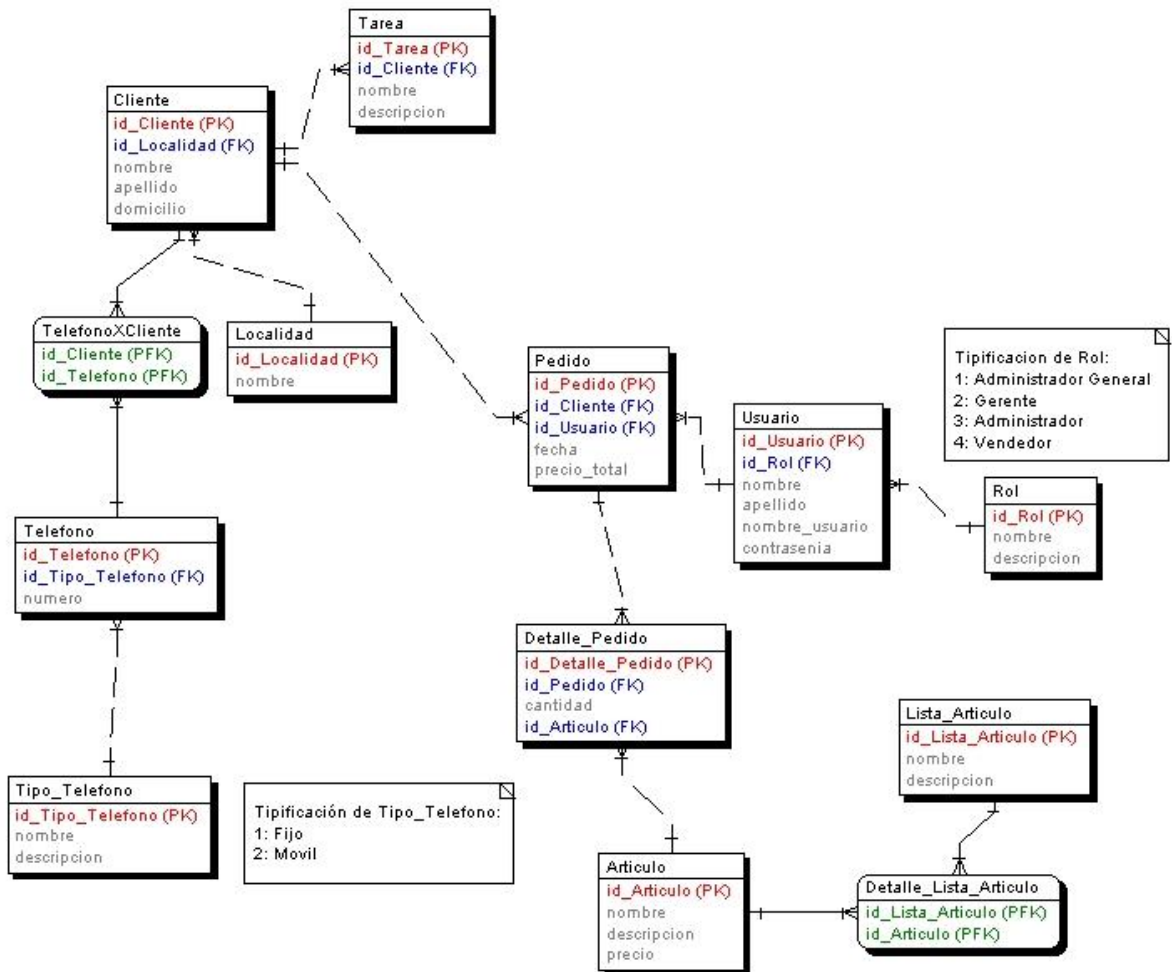 Tarea
id_Tarea (PK)
id_Cliente (FK)
nombre
descripcion
Cliente
id_Cliente (PK)
id_Localidad (FK)
nombre
apellido
domicilio
TelefonoXCliente
id_Cliente (PFK)
id_Telefono (PFK)
Localidad
id_Localidad (PK)
nombre
Pedido
id_Pedido (PK)
id_Cliente (FK)
id_Usuario (FK)
fecha
precio_total
Usuario
id_Usuario (PK)
id_Rol (FK)
nombre
apellido
nombre_usuario
contrasenia
Tipificacion de Rol:
1: Administrador General
2: Gerente
3: Administrador
4: Vendedor
Rol
id_Rol (PK)
nombre
descripcion
Telefono
id_Telefono (PK)
id_Tipo_Telefono (FK)
numero
Detalle_Pedido
id_Detalle_Pedido (PK)
id_Pedido (FK)
cantidad
id_Articulo (FK)
Lista_Articulo
id_Lista_Articulo (PK)
nombre
descripcion
Tipo_Telefono
id_Tipo_Telefono (PK)
nombre
descripcion
Tipificación de Tipo_Telefono:
1: Fijo
2: Movil
Articulo
id_Articulo (PK)
nombre
descripcion
precio
Detalle_Lista_Articulo
id_Lista_Articulo (PFK)
id_Articulo (PFK)